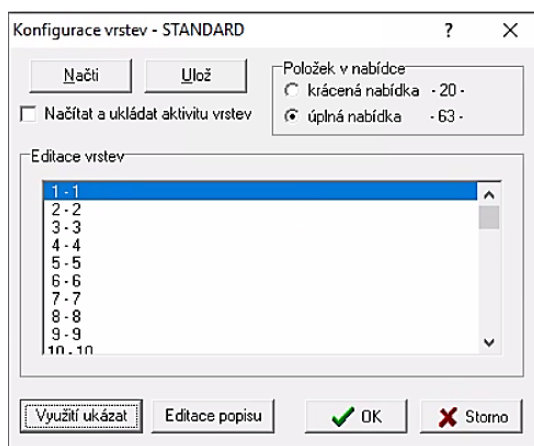 Konfigurace vrstev - STANDARD ? ×
Načti Ulož
Načítat a ukládat aktivitu vrstev
Položek v nabídce
krácená nabídka - 20 -
úplná nabídka - 63 -
Editace vrstev
1 - 1
2 - 2
3 - 3
4 - 4
5 - 5
6 - 6
7 - 7
8 - 8
9 - 9
10 - 10
Využití ukázat Editace popisu OK Storno